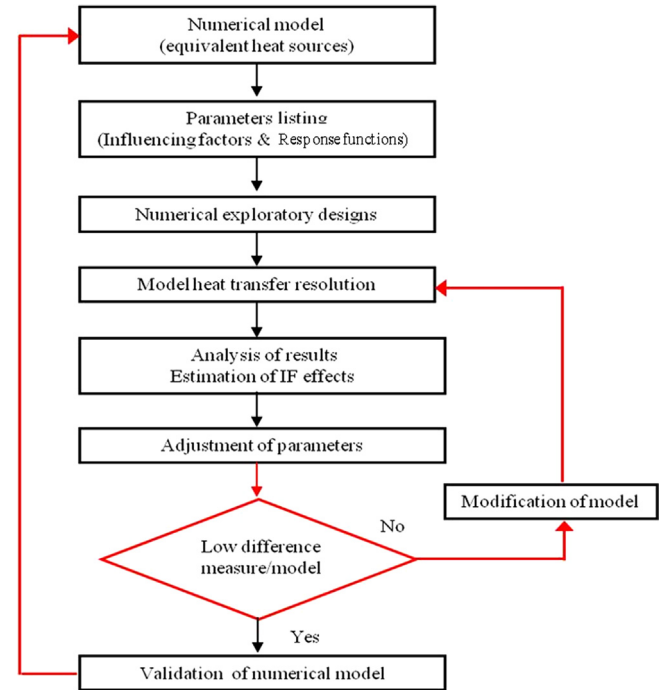 Numerical model
(equivalent heat sources)
Parameters listing
(Influencing factors & Response functions)
Numerical exploratory designs
Model heat transfer resolution
Analysis of results
Estimation of IF effects
Adjustment of parameters
Modification of model
No
Low difference
measure/model
Yes
Validation of numerical model